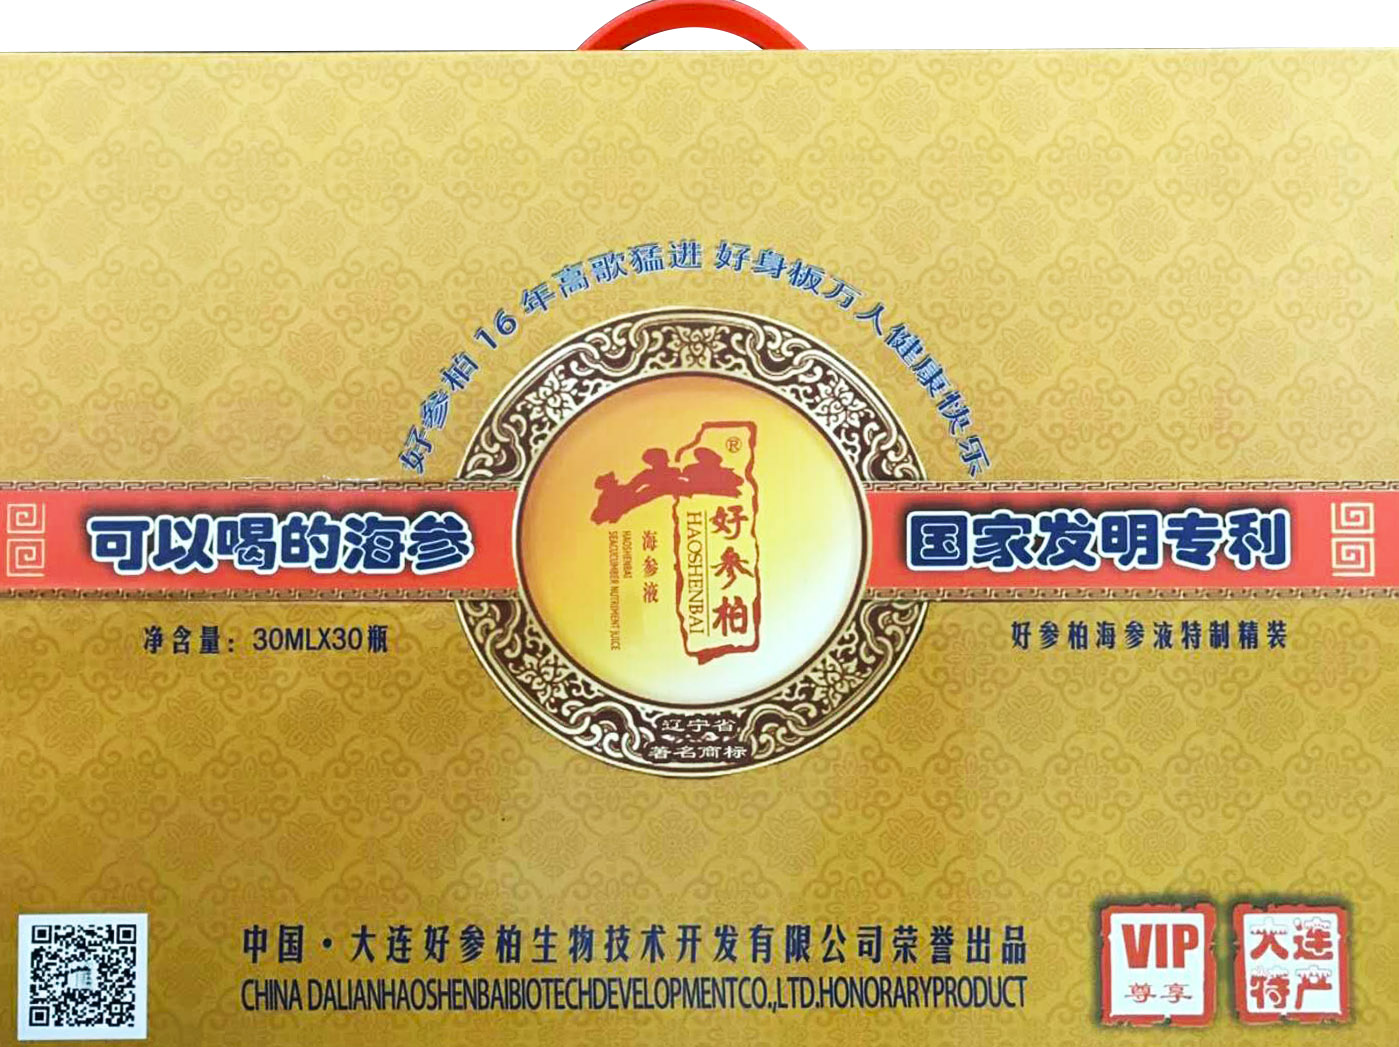 好参柏16年高歌猛进 好身板万人健康快乐
可以喝的海参
国家发明专利
®
好参柏
HAOSHENBAI
海参液
HAOSHENBAI
SEACUCUMBER NUTRIMENT JUICE
净含量：30MLX30瓶
好参柏海参液特制精装
辽宁省
著名商标
中国·大连好参柏生物技术开发有限公司荣誉出品
CHINA DALIANHAOSHENBAIBIOTECHDEVELOPMENTCO.,LTD.HONORARYPRODUCT
VIP
尊享
大连
特产